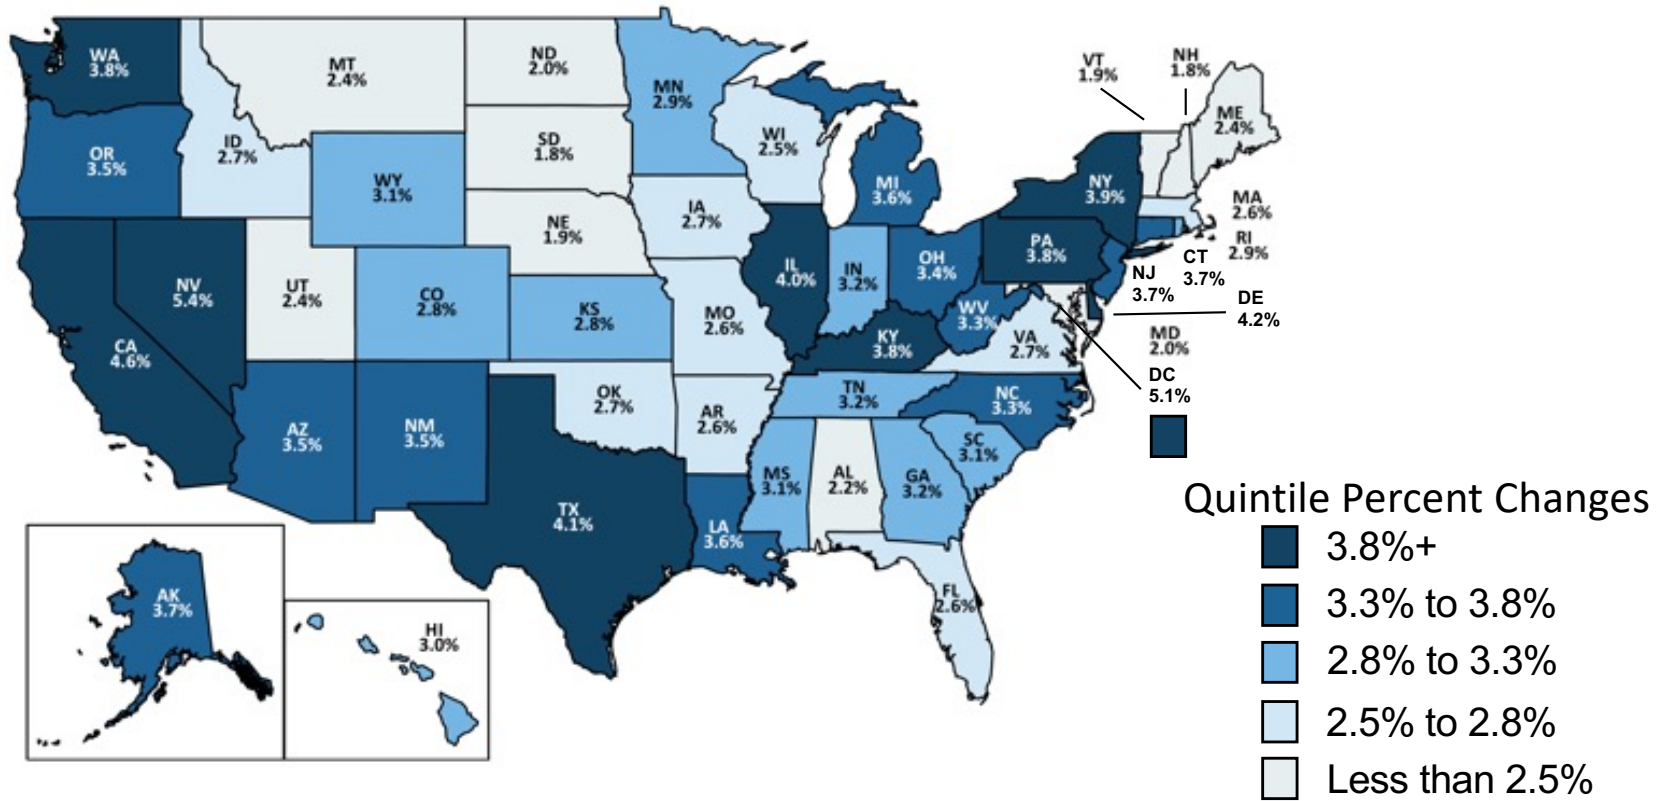 WA
3.8%
MT
2.4%
ND
2.0%
MN
2.9%
VT
1.9%
NH
1.8%
ME
2.4%
OR
3.5%
ID
2.7%
WY
3.1%
SD
1.8%
WI
2.5%
MI
3.6%
NY
3.9%
MA
2.6%
RI
2.9%
CT
3.7%
NJ
3.7%
DE
4.2%
MD
2.0%
DC
5.1%
NV
5.4%
UT
2.4%
CO
2.8%
NE
1.9%
IA
2.7%
IL
4.0%
IN
3.2%
OH
3.4%
PA
3.8%
CA
4.6%
KS
2.8%
MO
2.6%
KY
3.8%
WV
3.3%
VA
2.7%
AZ
3.5%
NM
3.5%
OK
2.7%
AR
2.6%
TN
3.2%
NC
3.3%
SC
3.1%
TX
4.1%
LA
3.6%
MS
3.1%
AL
2.2%
GA
3.2%
FL
2.6%
AK
3.7%
HI
3.0%
Quintile Percent Changes
3.8%+
3.3% to 3.8%
2.8% to 3.3%
2.5% to 2.8%
Less than 2.5%